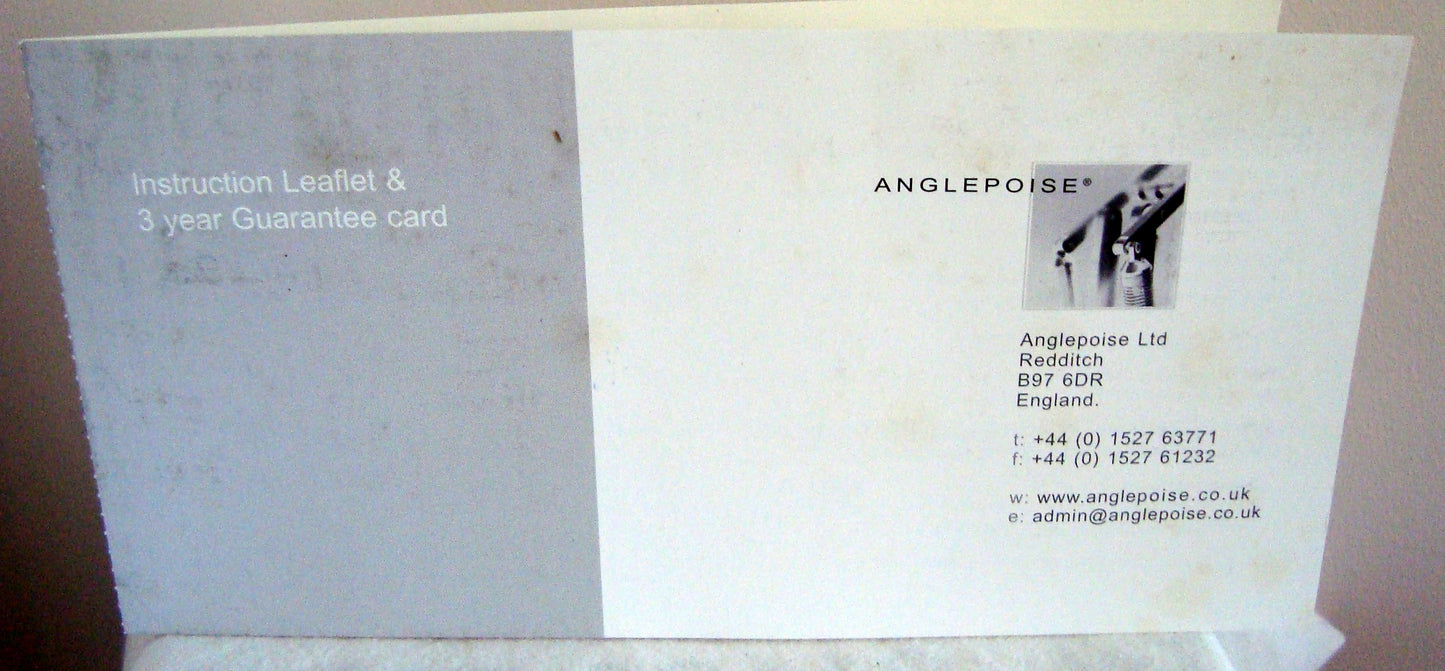 Instruction Leaflet &
3 year Guarantee card
ANGLEPOISE®
Anglepoise Ltd
Redditch
B97 6DR
England.
t: +44 (0) 1527 63771
f: +44 (0) 1527 61232
w: www.anglepoise.co.uk
e: admin@anglepoise.co.uk